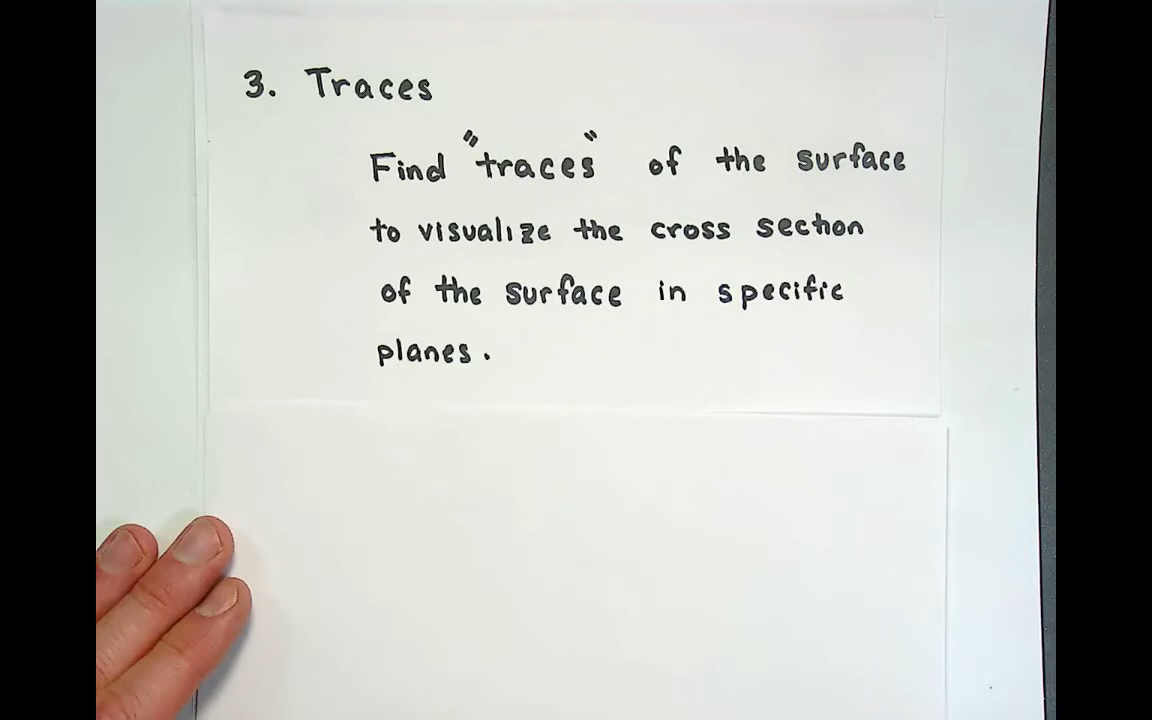 3. Traces
Find "traces" of the surface
to visualize the cross section
of the surface in specific
planes.